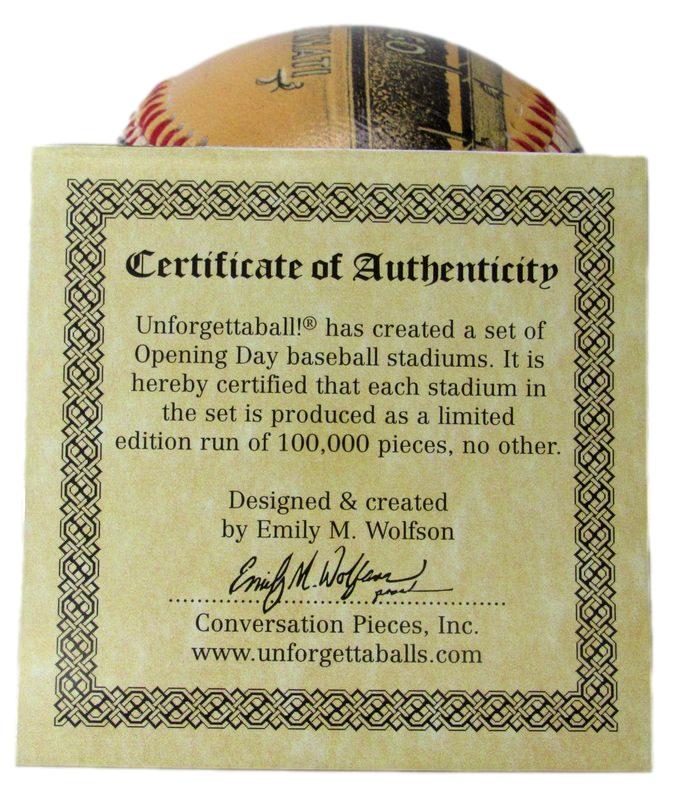 Certificate of Authenticity
Unforgettaball!® has created a set of
Opening Day baseball stadiums. It is
hereby certified that each stadium in
the set is produced as a limited
edition run of 100,000 pieces, no other.
Designed & created
by Emily M. Wolfson
Emily M. Wolfson
Conversation Pieces, Inc.
www.unforgettaballs.com